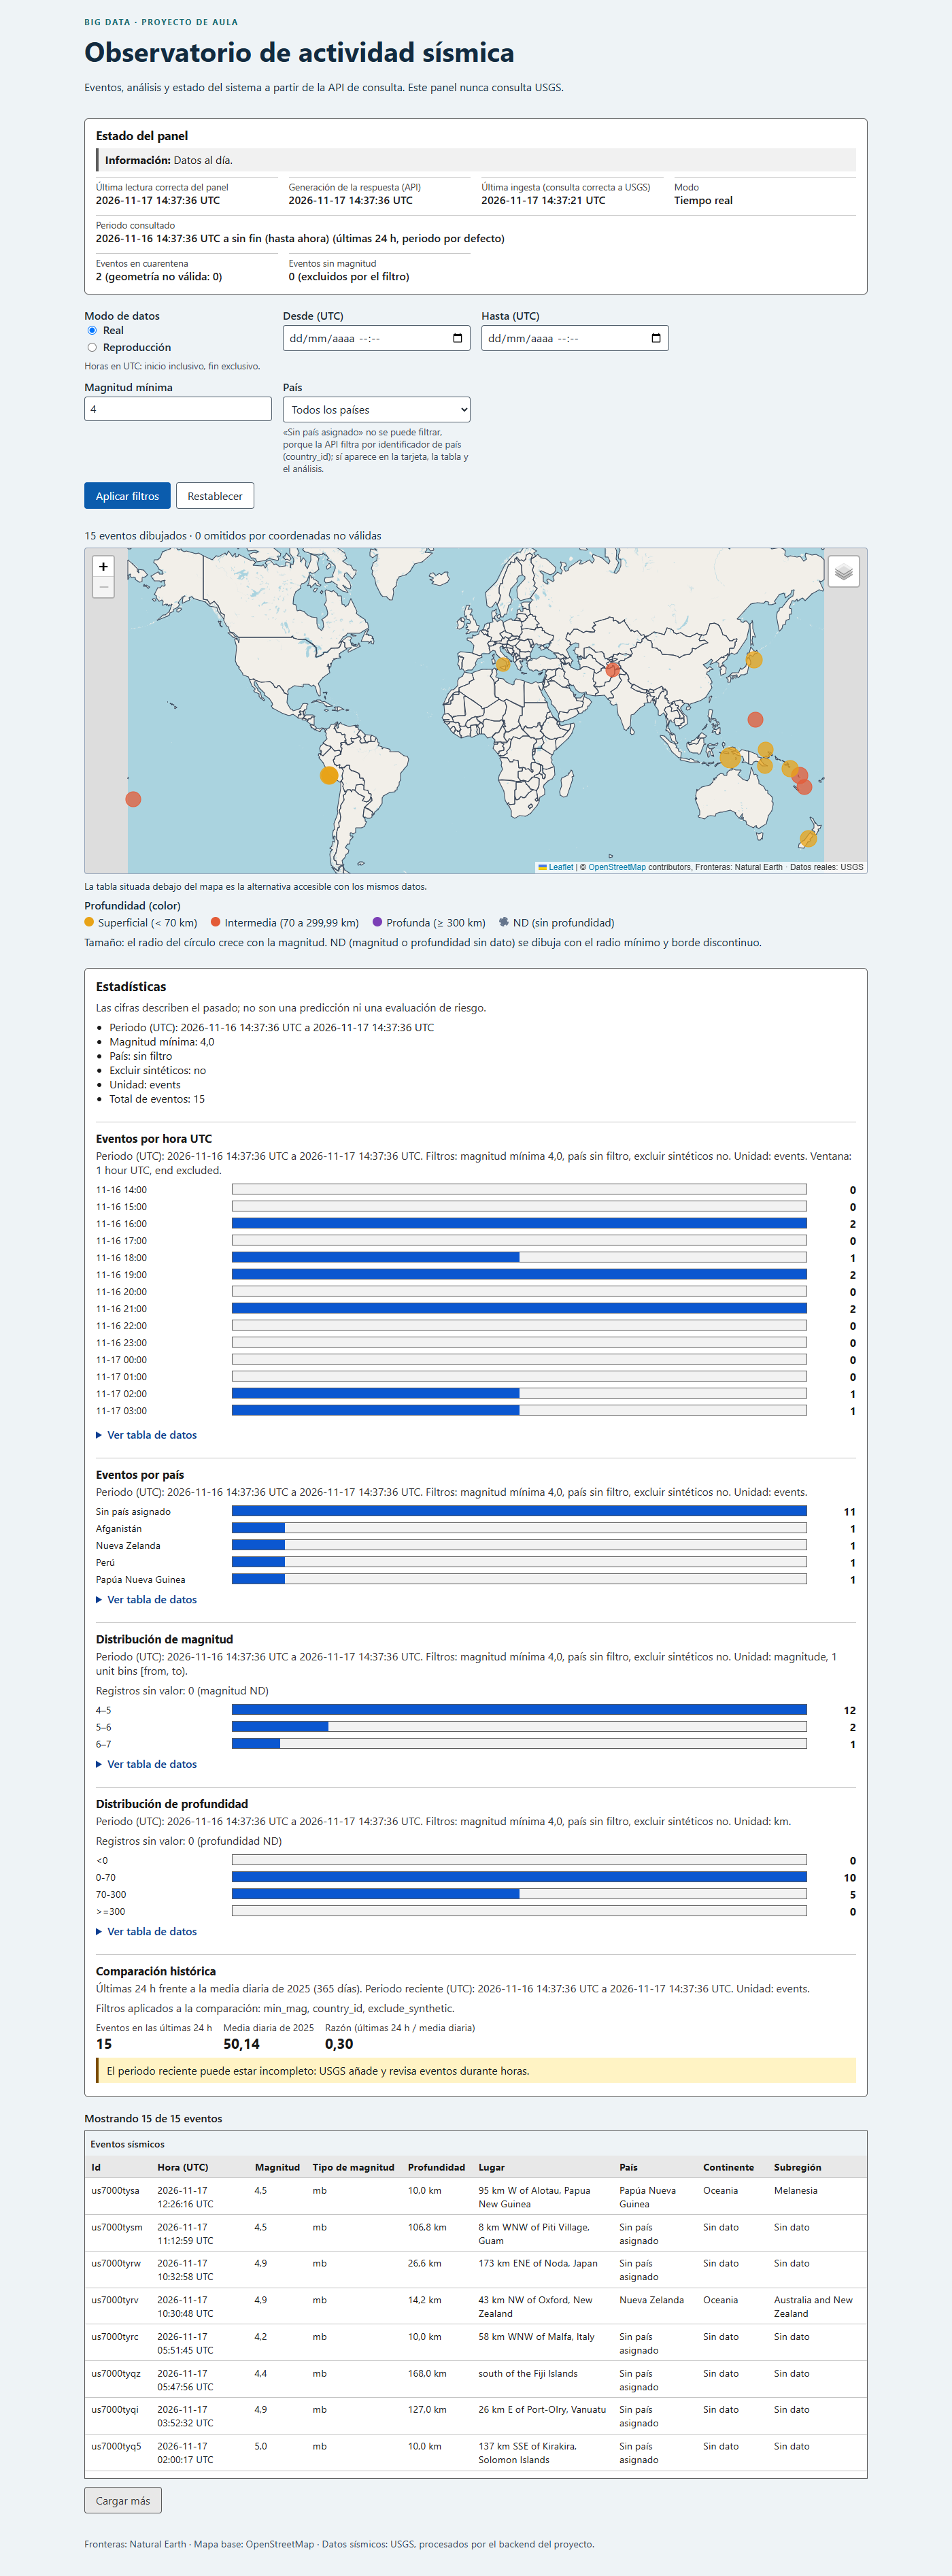 BIG DATA · PROYECTO DE AULA
Observatorio de actividad sísmica
Eventos, análisis y estado del sistema a partir de la API de consulta. Este panel nunca consulta USGS.
Estado del panel
Información: Datos al día.
Última lectura correcta del panel
2026-11-17 14:37:36 UTC
Generación de la respuesta (API)
2026-11-17 14:37:36 UTC
Última ingesta (consulta correcta a USGS)
2026-11-17 14:37:21 UTC
Modo
Tiempo real
Periodo consultado
2026-11-16 14:37:36 UTC a sin fin (hasta ahora) (últimas 24 h, periodo por defecto)
Eventos en cuarentena
2 (geometría no válida: 0)
Eventos sin magnitud
0 (excluidos por el filtro)
Modo de datos
Real
Reproducción
Horas en UTC: inicio inclusivo, fin exclusivo.
Desde (UTC)
dd/mm/aaaa --:--
Hasta (UTC)
dd/mm/aaaa --:--
Magnitud mínima
4
País
Todos los países
«Sin país asignado» no se puede filtrar,
porque la API filtra por identificador de país
(country_id); sí aparece en la tarjeta, la tabla y
el análisis.
Aplicar filtros
Restablecer
15 eventos dibujados · 0 omitidos por coordenadas no válidas
+
−
Leaflet | © OpenStreetMap contributors, Fronteras: Natural Earth · Datos reales: USGS
La tabla situada debajo del mapa es la alternativa accesible con los mismos datos.
Profundidad (color)
Superficial (< 70 km) Intermedia (70 a 299,99 km) Profunda (≥ 300 km) ND (sin profundidad)
Tamaño: el radio del círculo crece con la magnitud. ND (magnitud o profundidad sin dato) se dibuja con el radio mínimo y borde discontinuo.
Estadísticas
Las cifras describen el pasado; no son una predicción ni una evaluación de riesgo.
• Periodo (UTC): 2026-11-16 14:37:36 UTC a 2026-11-17 14:37:36 UTC
• Magnitud mínima: 4,0
• País: sin filtro
• Excluir sintéticos: no
• Unidad: events
• Total de eventos: 15
Eventos por hora UTC
Periodo (UTC): 2026-11-16 14:37:36 UTC a 2026-11-17 14:37:36 UTC. Filtros: magnitud mínima 4,0, país sin filtro, excluir sintéticos no. Unidad: events. Ventana:
1 hour UTC, end excluded.
11-16 14:00 0
11-16 15:00 0
11-16 16:00 2
11-16 17:00 0
11-16 18:00 1
11-16 19:00 2
11-16 20:00 0
11-16 21:00 2
11-16 22:00 0
11-16 23:00 0
11-17 00:00 0
11-17 01:00 0
11-17 02:00 1
11-17 03:00 1
Ver tabla de datos
Eventos por país
Periodo (UTC): 2026-11-16 14:37:36 UTC a 2026-11-17 14:37:36 UTC. Filtros: magnitud mínima 4,0, país sin filtro, excluir sintéticos no. Unidad: events.
Sin país asignado 11
Afganistán 1
Nueva Zelanda 1
Perú 1
Papúa Nueva Guinea 1
Ver tabla de datos
Distribución de magnitud
Periodo (UTC): 2026-11-16 14:37:36 UTC a 2026-11-17 14:37:36 UTC. Filtros: magnitud mínima 4,0, país sin filtro, excluir sintéticos no. Unidad: magnitude, 1
unit bins [from, to).
Registros sin valor: 0 (magnitud ND)
4–5 12
5–6 2
6–7 1
Ver tabla de datos
Distribución de profundidad
Periodo (UTC): 2026-11-16 14:37:36 UTC a 2026-11-17 14:37:36 UTC. Filtros: magnitud mínima 4,0, país sin filtro, excluir sintéticos no. Unidad: km.
Registros sin valor: 0 (profundidad ND)
<0 0
0-70 10
70-300 5
>=300 0
Ver tabla de datos
Comparación histórica
Últimas 24 h frente a la media diaria de 2025 (365 días). Periodo reciente (UTC): 2026-11-16 14:37:36 UTC a 2026-11-17 14:37:36 UTC. Unidad: events.
Filtros aplicados a la comparación: min_mag, country_id, exclude_synthetic.
Eventos en las últimas 24 h Media diaria de 2025 Razón (últimas 24 h / media diaria)
15 50,14 0,30
El periodo reciente puede estar incompleto: USGS añade y revisa eventos durante horas.
Mostrando 15 de 15 eventos
Eventos sísmicos
Id Hora (UTC) Magnitud Tipo de magnitud Profundidad Lugar País Continente Subregión
us7000tysa 2026-11-17 12:26:16 UTC 4,5 mb 10,0 km 95 km W of Alotau, Papua New Guinea Papúa Nueva Guinea Oceania Melanesia
us7000tysm 2026-11-17 11:12:59 UTC 4,5 mb 106,8 km 8 km WNW of Piti Village, Guam Sin país asignado Sin dato Sin dato
us7000tyrw 2026-11-17 10:32:58 UTC 4,9 mb 26,6 km 173 km ENE of Noda, Japan Sin país asignado Sin dato Sin dato
us7000tyrv 2026-11-17 10:30:48 UTC 4,9 mb 14,2 km 43 km NW of Oxford, New Zealand Nueva Zelanda Oceania Australia and New Zealand
us7000tyrc 2026-11-17 05:51:45 UTC 4,2 mb 10,0 km 58 km WNW of Malfa, Italy Sin país asignado Sin dato Sin dato
us7000tyqz 2026-11-17 05:47:56 UTC 4,4 mb 168,0 km south of the Fiji Islands Sin país asignado Sin dato Sin dato
us7000tyqi 2026-11-17 03:52:32 UTC 4,9 mb 127,0 km 26 km E of Port-Olry, Vanuatu Sin país asignado Sin dato Sin dato
us7000tyq5 2026-11-17 02:00:17 UTC 5,0 mb 10,0 km 137 km SSE of Kirakira, Solomon Islands Sin país asignado Sin dato Sin dato
Cargar más
Fronteras: Natural Earth · Mapa base: OpenStreetMap · Datos sísmicos: USGS, procesados por el backend del proyecto.